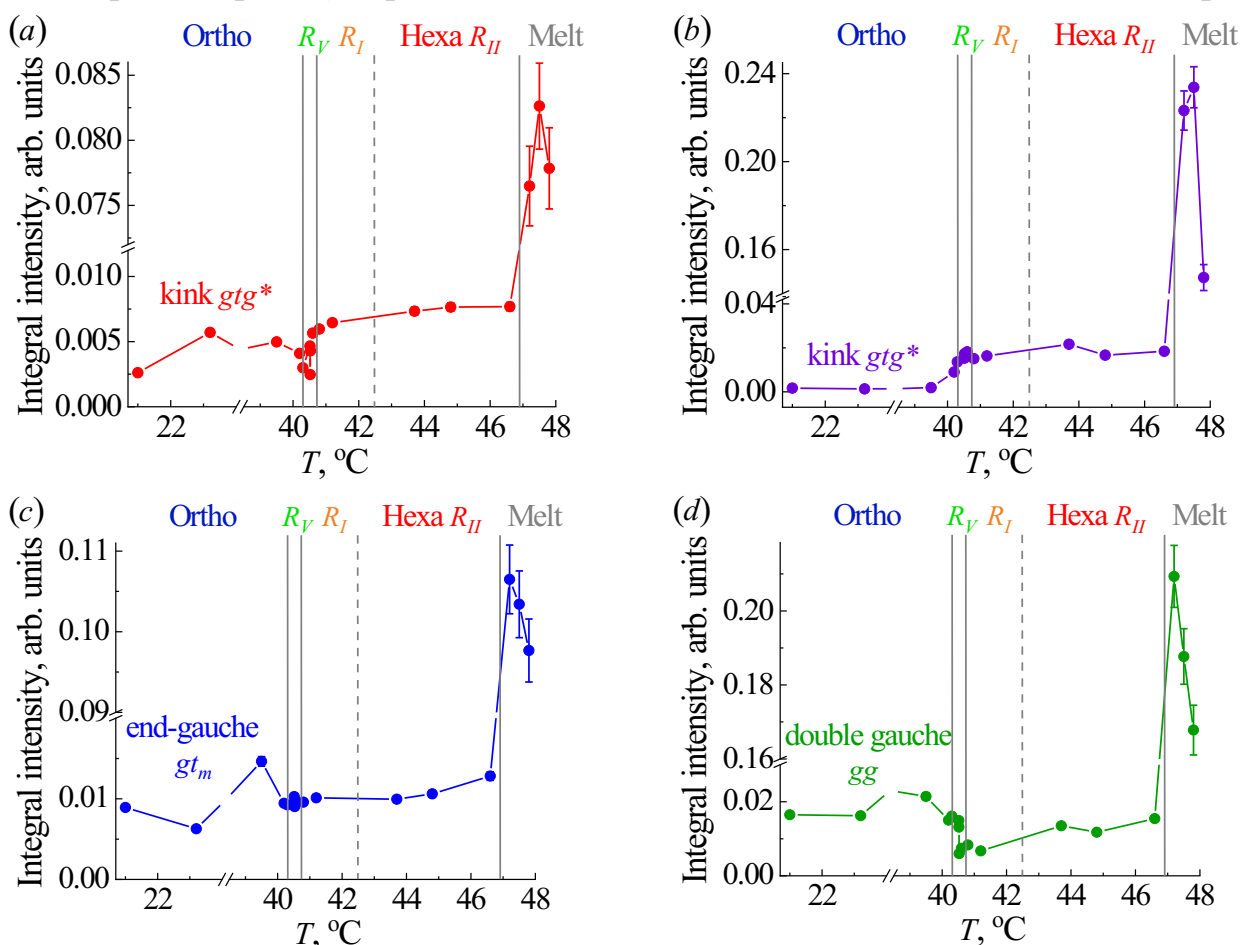 (a)
Ortho R_V R_I Hexa R_II Melt
Integral intensity, arb. units
0.085
0.080
0.075
0.010
0.005
0.000
kink gtg*
22 40 42 44 46 48
T, °C
(b)
Ortho R_V R_I Hexa R_II Melt
Integral intensity, arb. units
0.24
0.20
0.16
0.04
0.00
kink gtg*
22 40 42 44 46 48
T, °C
(c)
Ortho R_V R_I Hexa R_II Melt
Integral intensity, arb. units
0.11
0.10
0.09
0.01
0.00
end-gauche
gt_m
22 40 42 44 46 48
T, °C
(d)
Ortho R_V R_I Hexa R_II Melt
Integral intensity, arb. units
0.20
0.18
0.16
0.02
0.00
double gauche
gg
22 40 42 44 46 48
T, °C